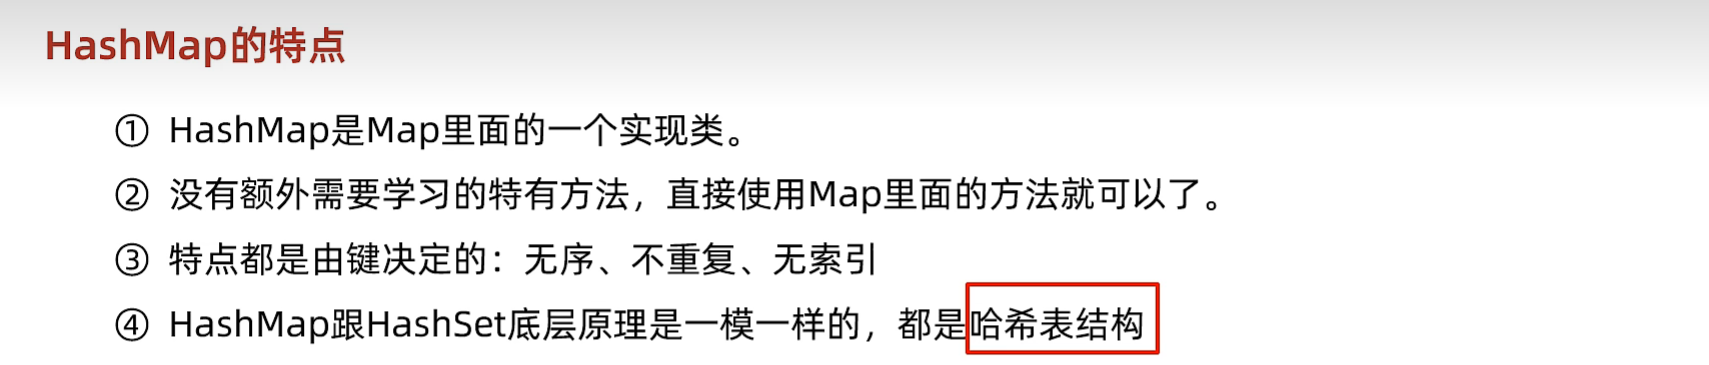 HashMap的特点
① HashMap是Map里面的一个实现类。
② 没有额外需要学习的特有方法，直接使用Map里面的方法就可以了。
③ 特点都是由键决定的：无序、不重复、无索引
④ HashMap跟HashSet底层原理是一模一样的，都是哈希表结构